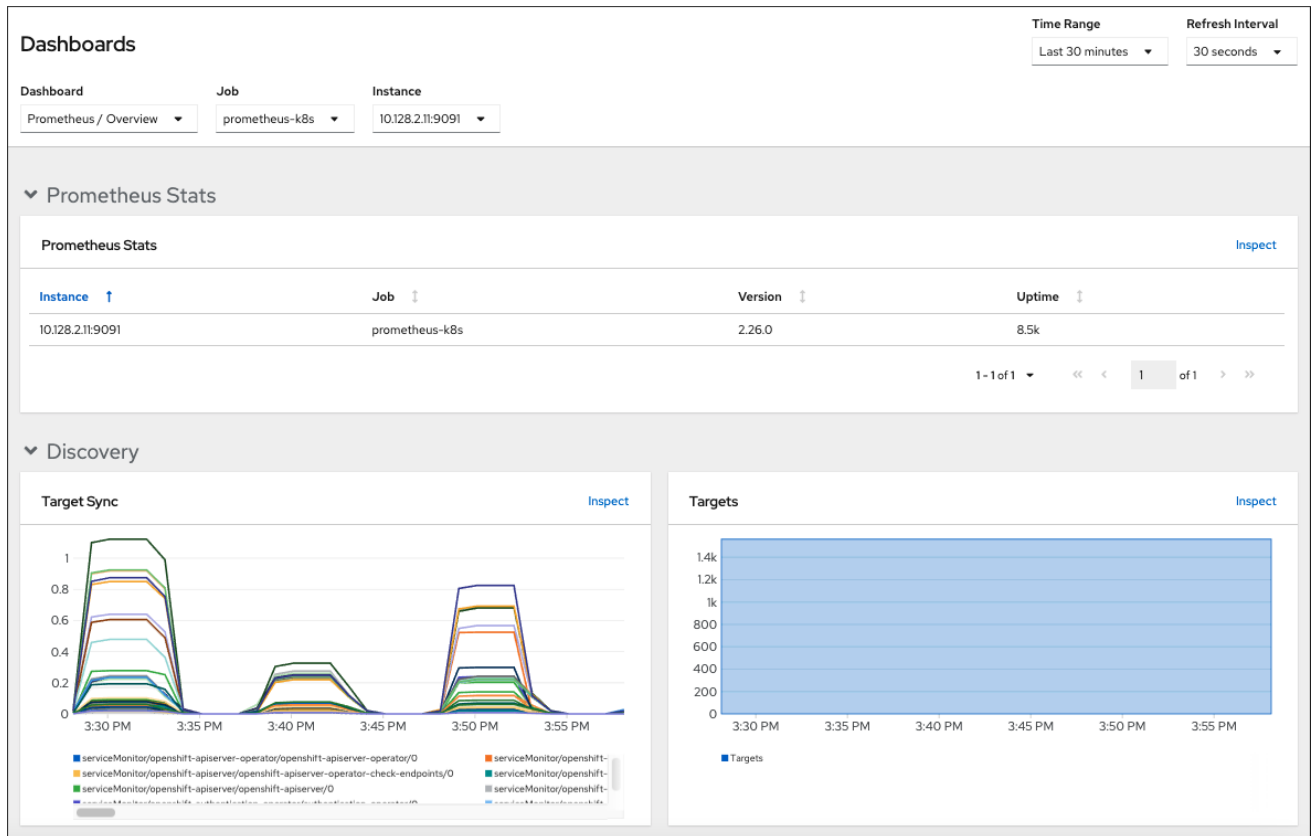 Dashboards
Time Range
Refresh Interval
Last 30 minutes
30 seconds
Dashboard
Job
Instance
Prometheus / Overview
prometheus-k8s
10.128.2.11:9091
Prometheus Stats
Prometheus Stats
Inspect
Instance
Job
Version
Uptime
10.128.2.11:9091
prometheus-k8s
2.26.0
8.5k
1 - 1 of 1
1
of 1
Discovery
Target Sync
Inspect
1
0.8
0.6
0.4
0.2
0
3:30 PM
3:35 PM
3:40 PM
3:45 PM
3:50 PM
3:55 PM
serviceMonitor/openshift-apiserver-operator/openshift-apiserver-operator/0
serviceMonitor/openshift-
serviceMonitor/openshift-apiserver/openshift-apiserver-operator-check-endpoints/0
serviceMonitor/openshift-
serviceMonitor/openshift-apiserver/openshift-apiserver/0
serviceMonitor/openshift-
Targets
Inspect
1.4k
1.2k
1k
800
600
400
200
0
3:30 PM
3:35 PM
3:40 PM
3:45 PM
3:50 PM
3:55 PM
Targets